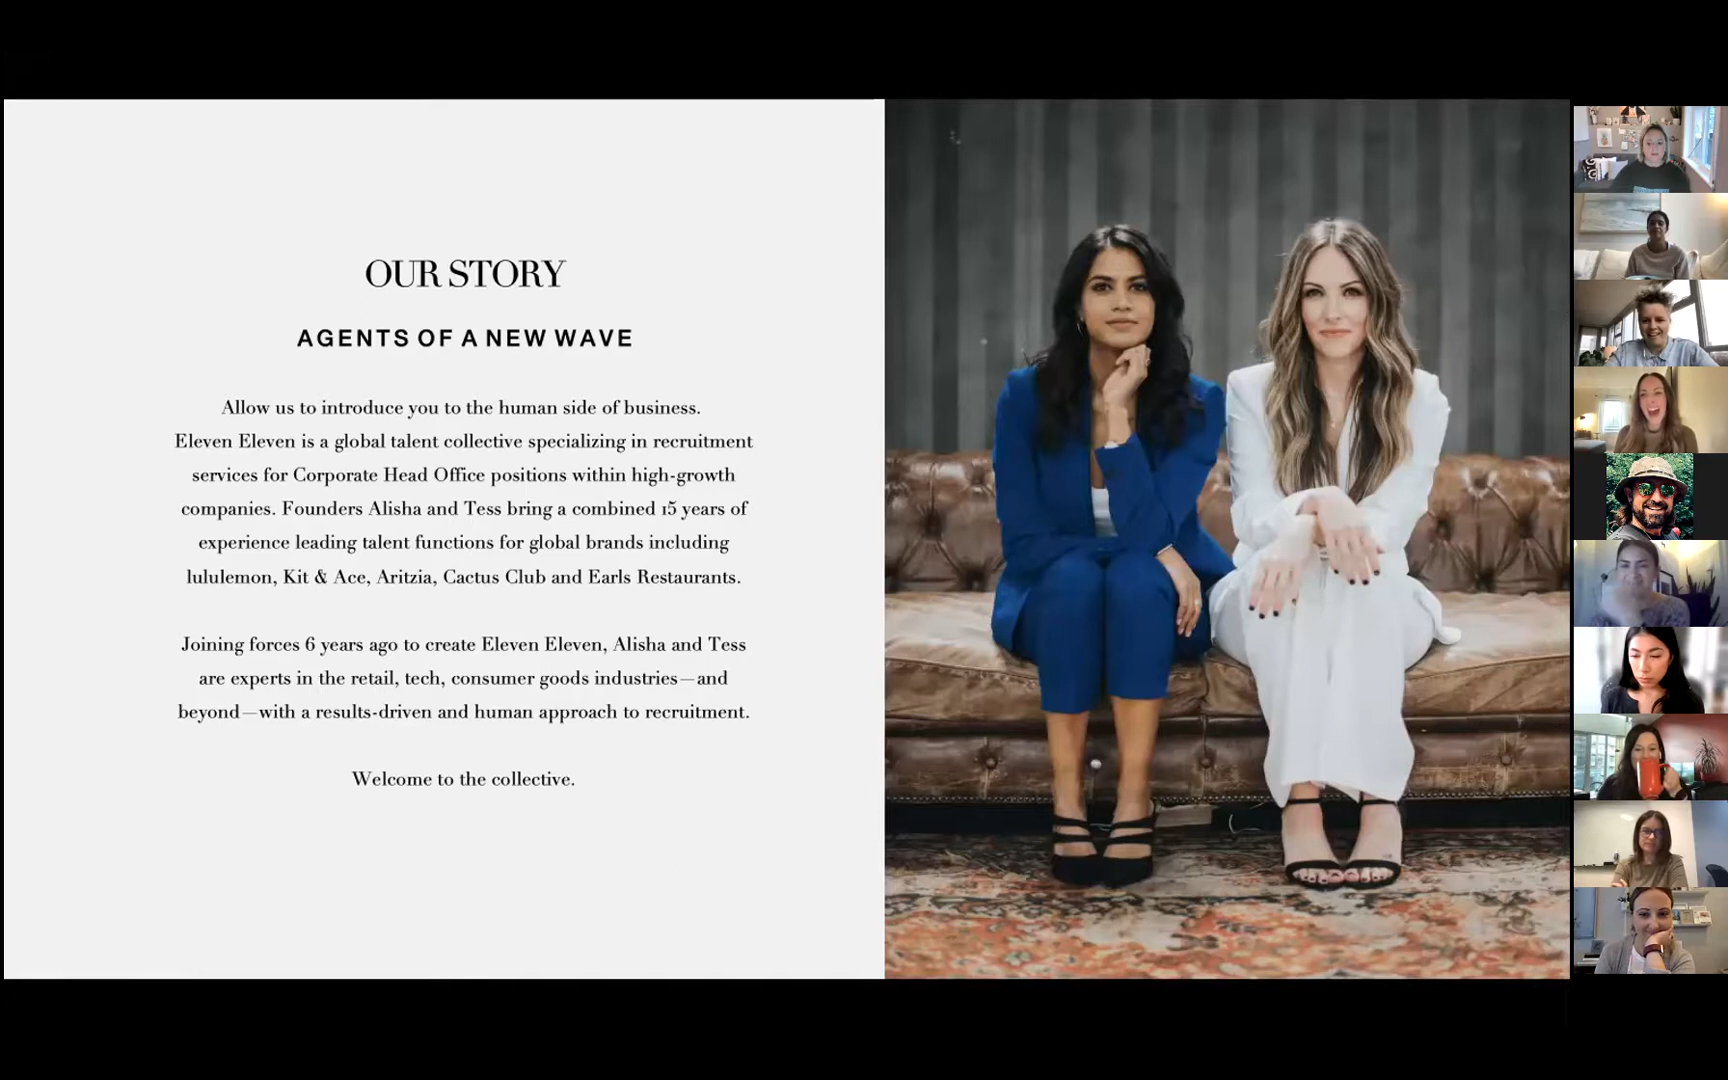 OUR STORY
AGENTS OF A NEW WAVE
Allow us to introduce you to the human side of business.
Eleven Eleven is a global talent collective specializing in recruitment
services for Corporate Head Office positions within high-growth
companies. Founders Alisha and Tess bring a combined 15 years of
experience leading talent functions for global brands including
lululemon, Kit & Ace, Aritzia, Cactus Club and Earls Restaurants.
Joining forces 6 years ago to create Eleven Eleven, Alisha and Tess
are experts in the retail, tech, consumer goods industries—and
beyond—with a results-driven and human approach to recruitment.
Welcome to the collective.